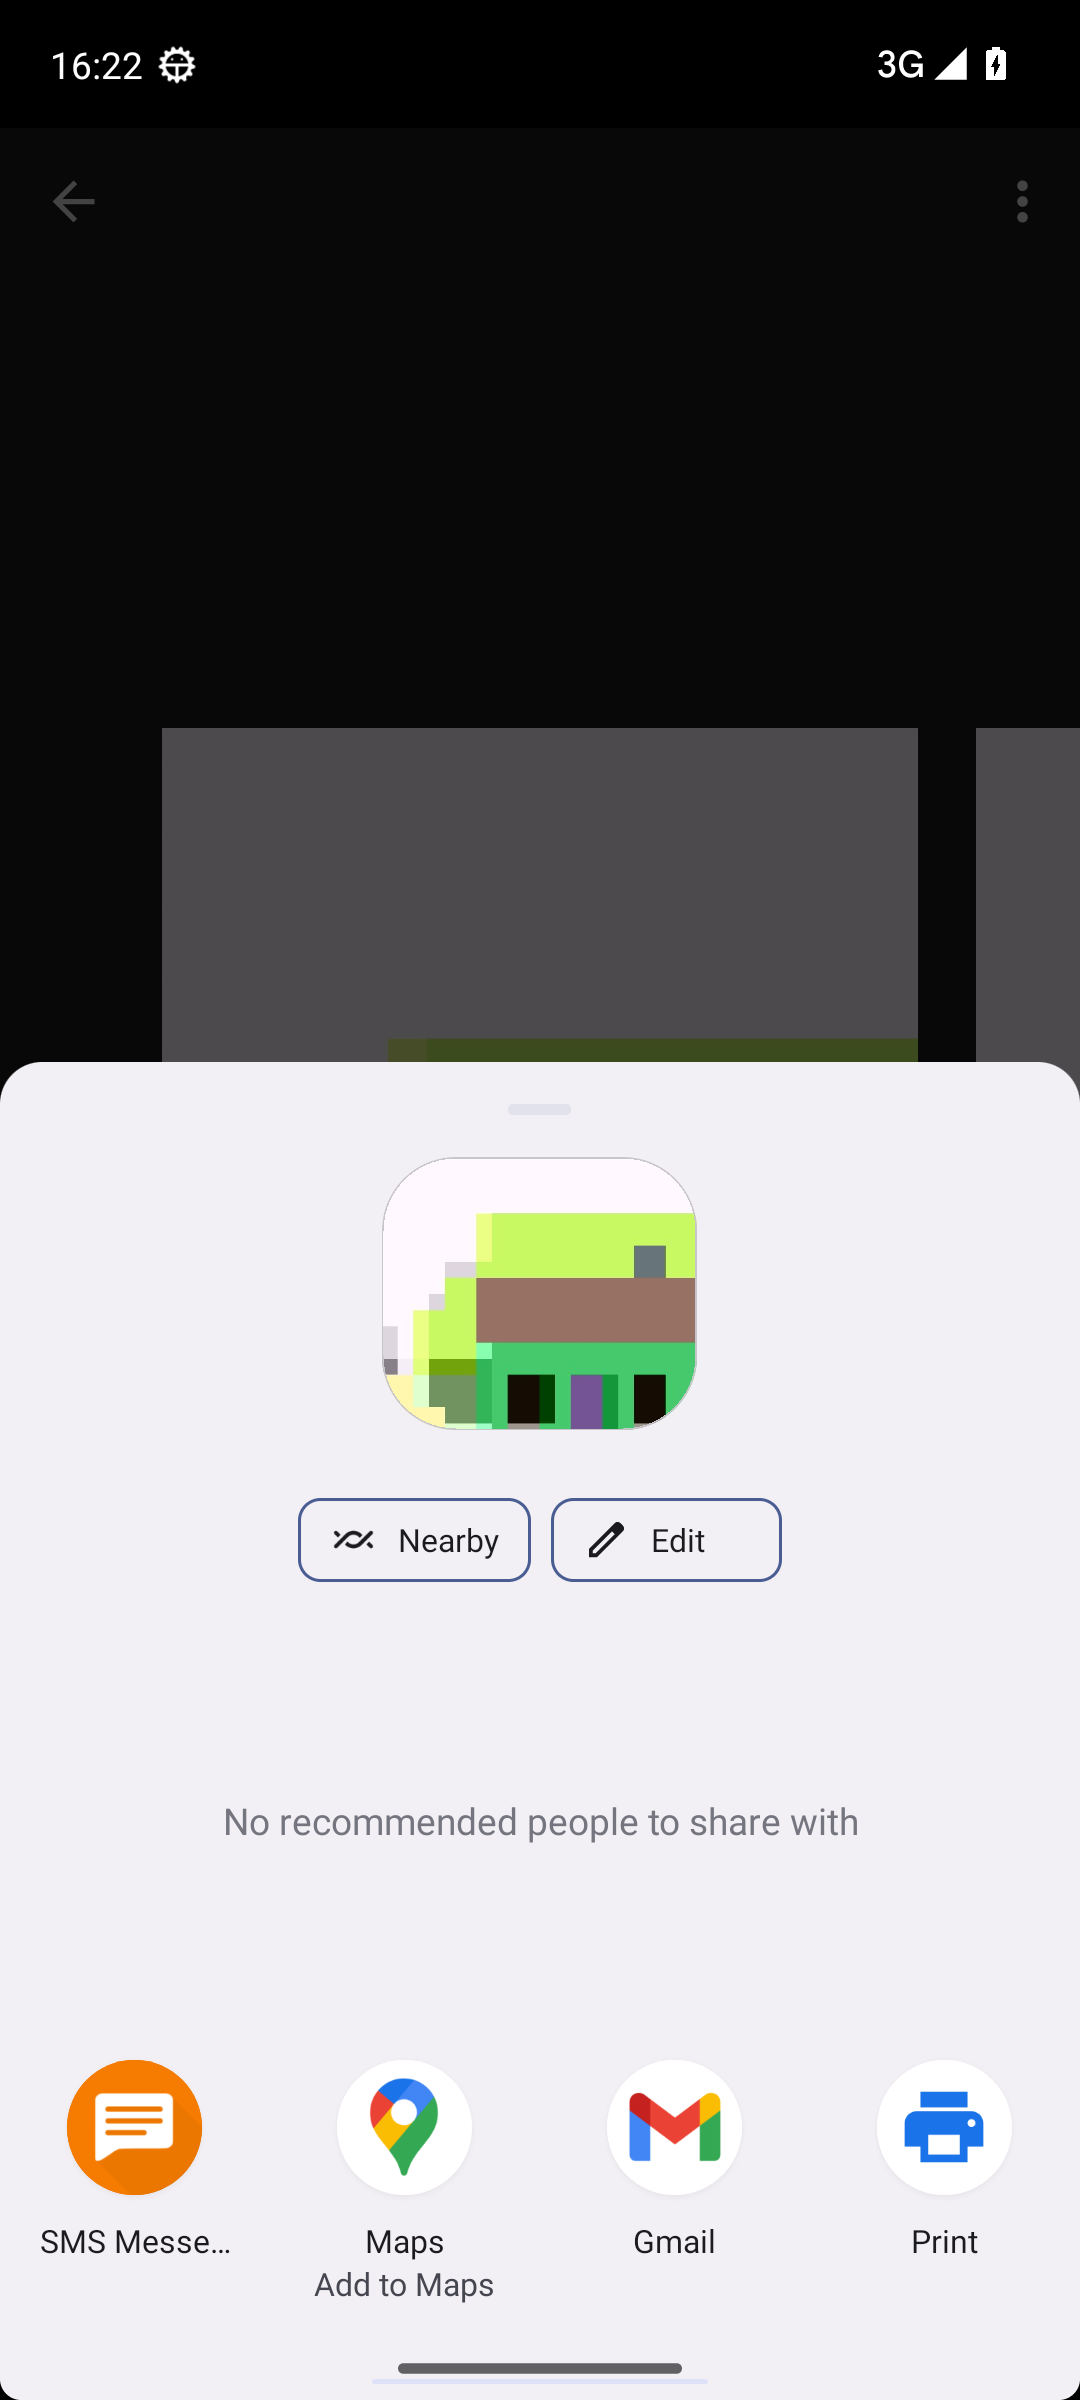 16:22
3G
Nearby
Edit
No recommended people to share with
SMS Messe...
Maps
Gmail
Print
Add to Maps